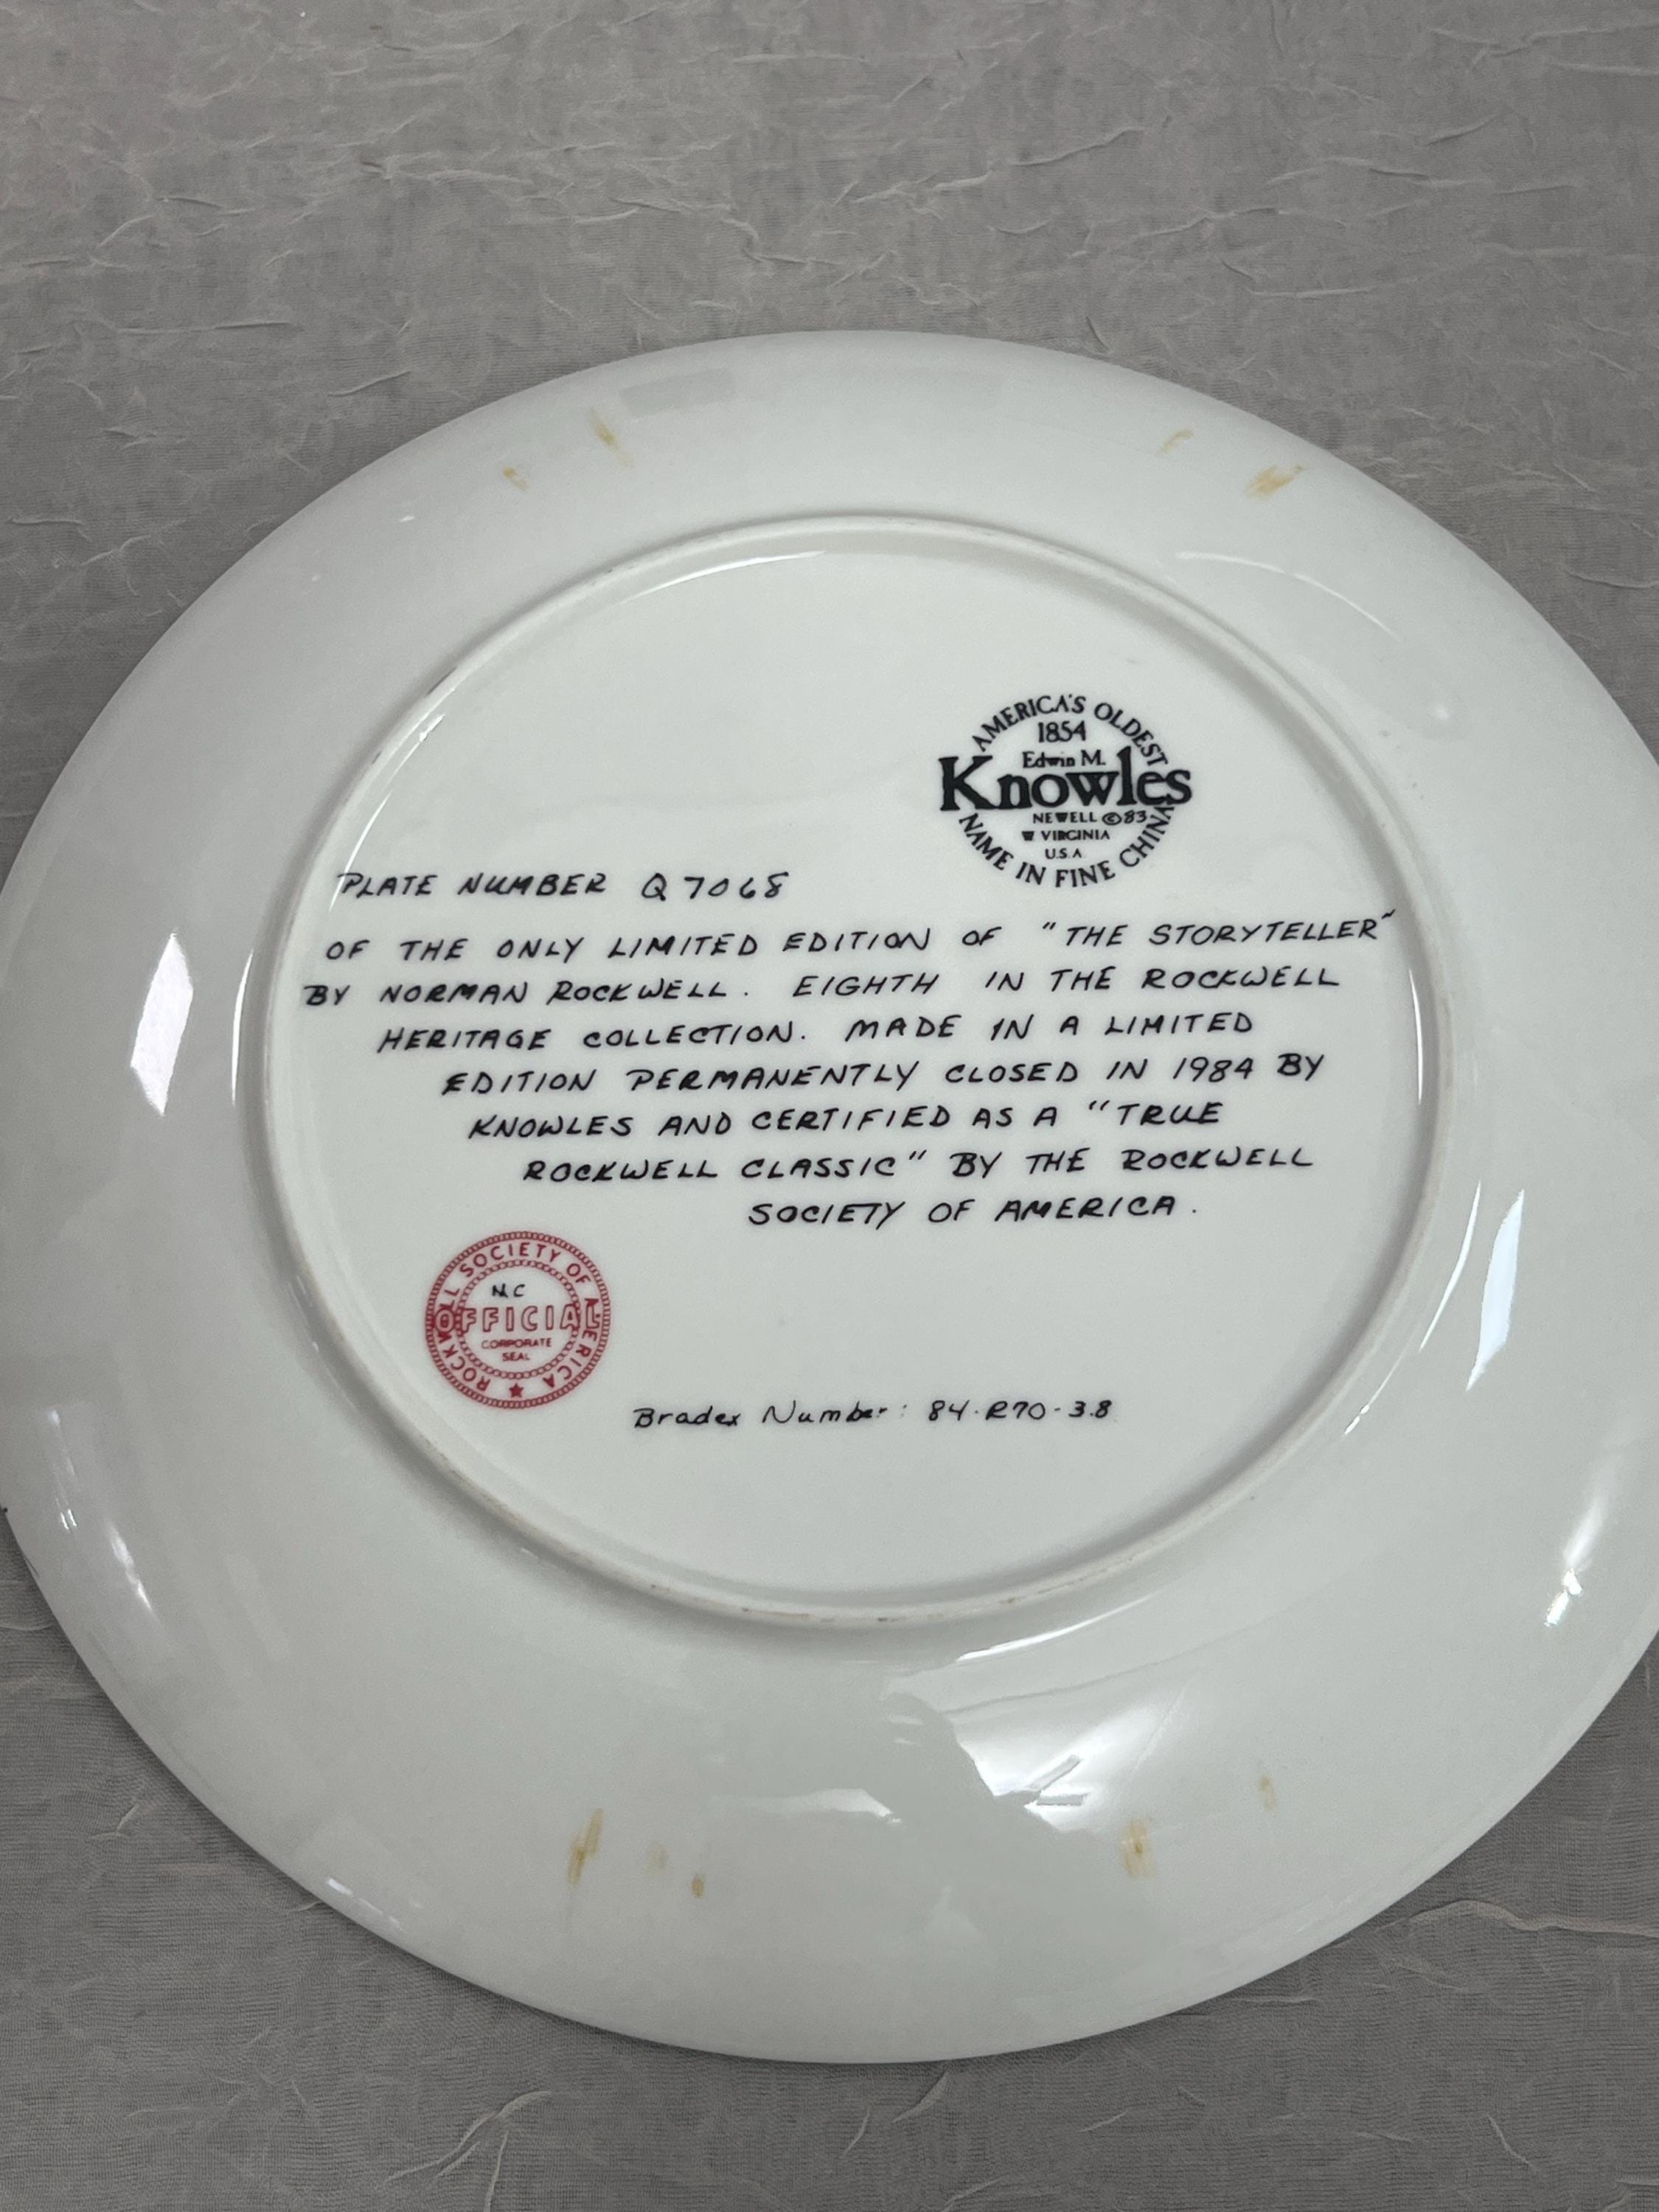 AMERICA'S OLDEST
1854
Edwin M.
Knowles
NEWELL ©83
W VIRGINIA
U.S.A
NAME IN FINE CHINA
PLATE NUMBER Q7068
OF THE ONLY LIMITED EDITION OF "THE STORYTELLER"
BY NORMAN ROCKWELL. EIGHTH IN THE ROCKWELL
HERITAGE COLLECTION. MADE IN A LIMITED
EDITION PERMANENTLY CLOSED IN 1984 BY
KNOWLES AND CERTIFIED AS A "TRUE
ROCKWELL CLASSIC" BY THE ROCKWELL
SOCIETY OF AMERICA.
ROCKWELL SOCIETY OF AMERICA
N.C
OFFICIAL
CORPORATE
SEAL
Bradex Number: 84-R70-3.8